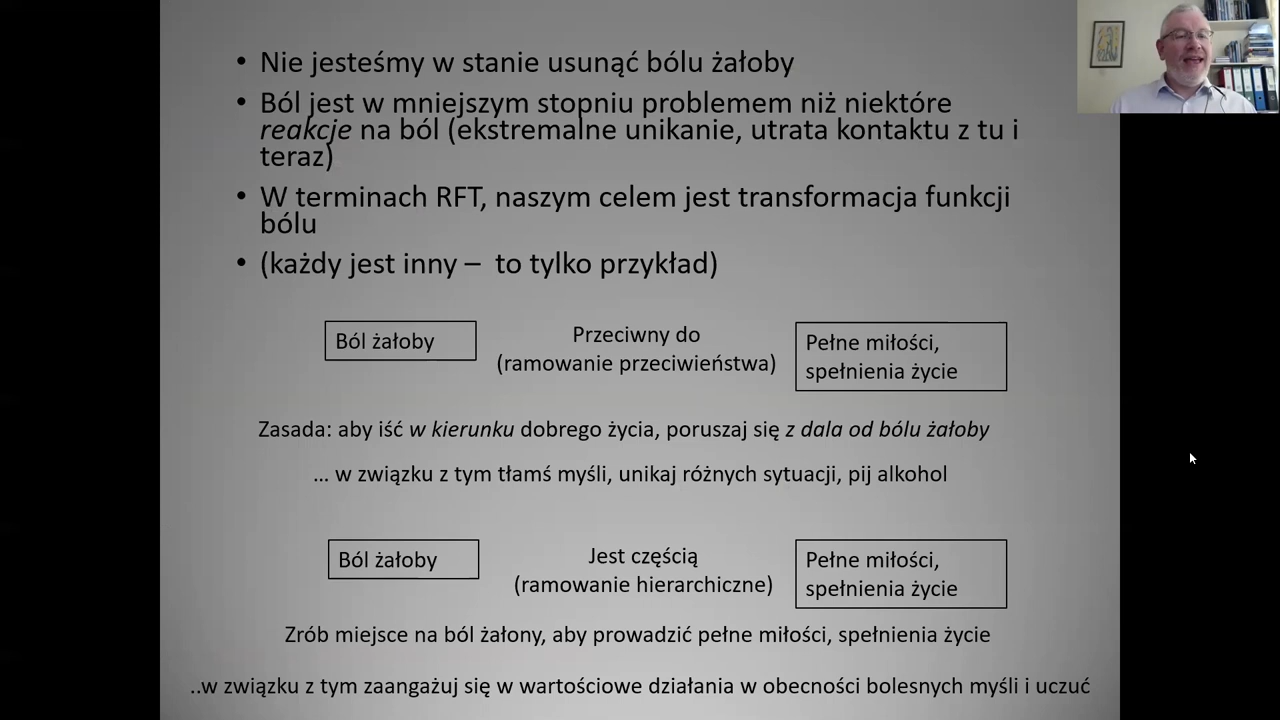 • Nie jesteśmy w stanie usunąć bólu żałoby
• Ból jest w mniejszym stopniu problemem niż niektóre
reakcje na ból (ekstremalne unikanie, utrata kontaktu z tu i
teraz)
• W terminach RFT, naszym celem jest transformacja funkcji
bólu
• (każdy jest inny – to tylko przykład)
Ból żałoby
Przeciwny do
(ramowanie przeciwieństwa)
Pełne miłości,
spełnienia życie
Zasada: aby iść w kierunku dobrego życia, poruszaj się z dala od bólu żałoby
... w związku z tym tłamś myśli, unikaj różnych sytuacji, pij alkohol
Ból żałoby
Jest częścią
(ramowanie hierarchiczne)
Pełne miłości,
spełnienia życie
Zrób miejsce na ból żałony, aby prowadzić pełne miłości, spełnienia życie
..w związku z tym zaangażuj się w wartościowe działania w obecności bolesnych myśli i uczuć